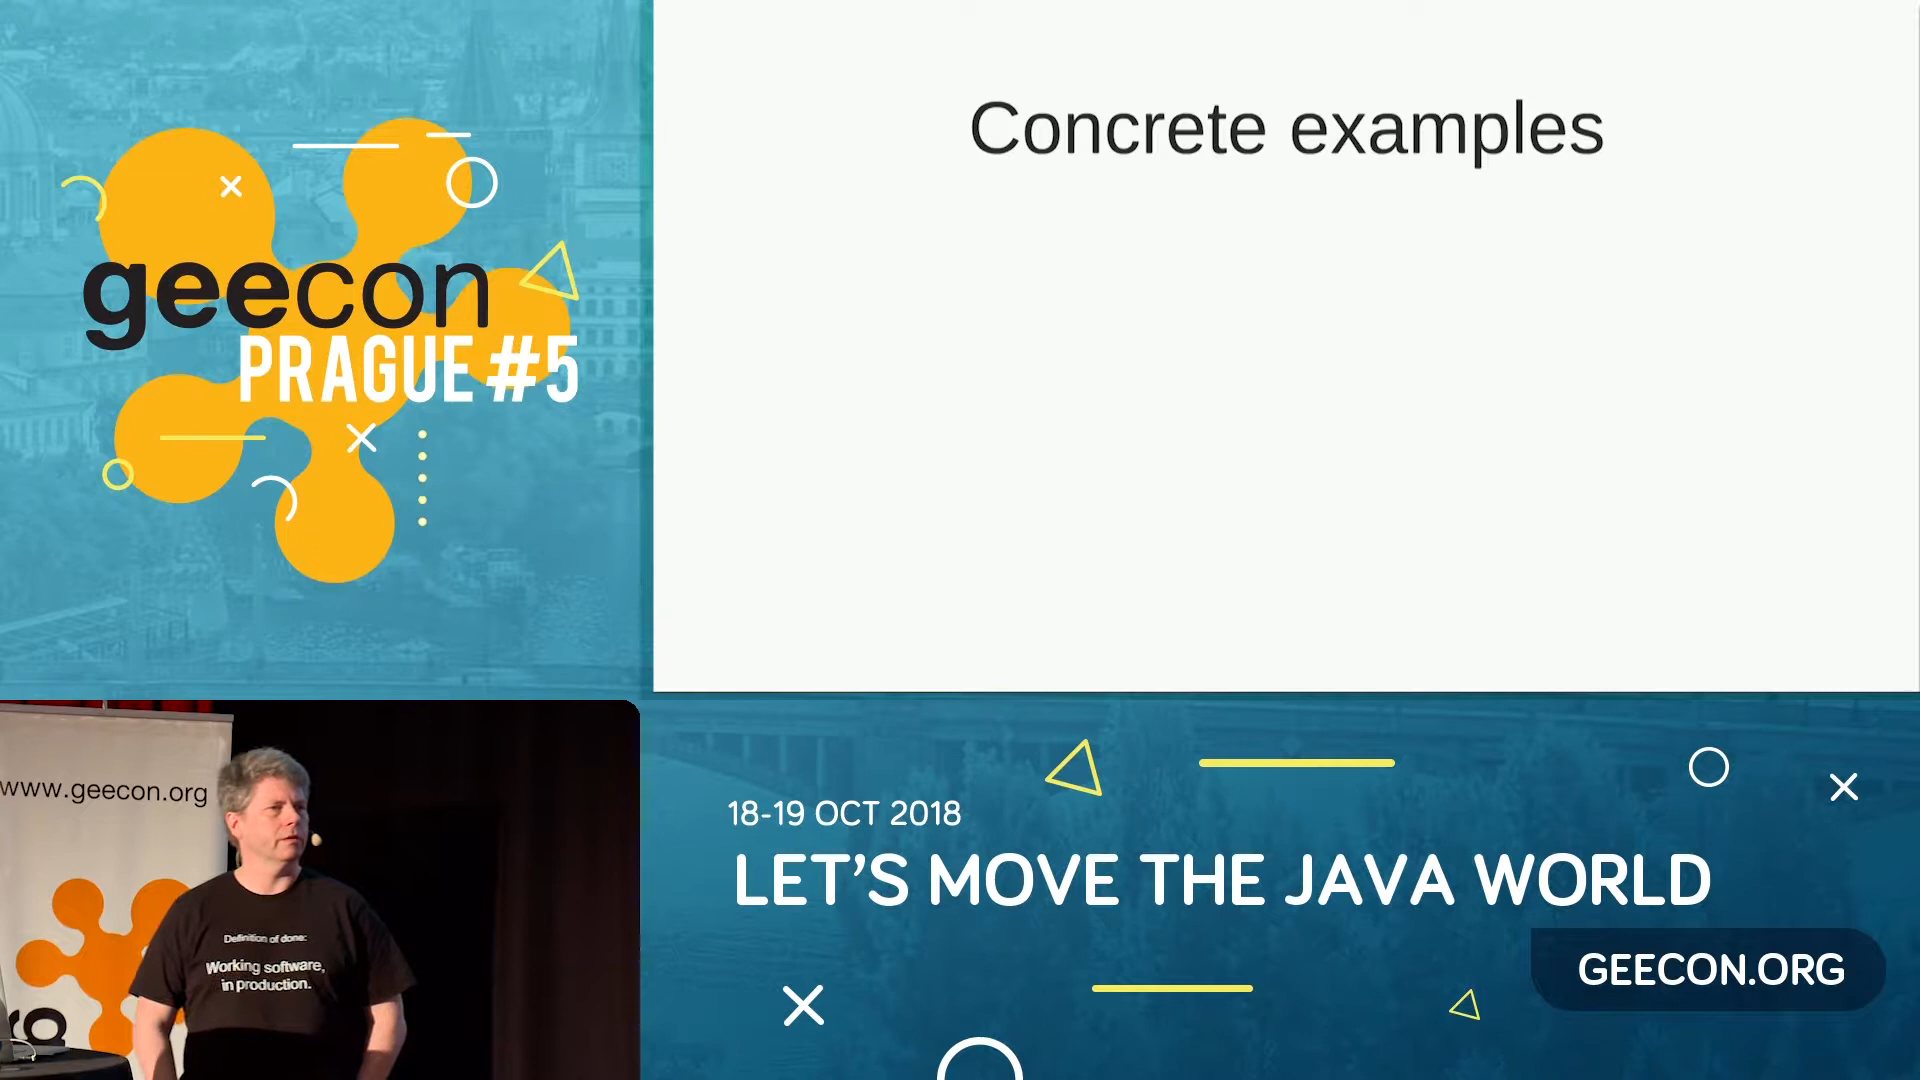 Concrete examples
geecon
PRAGUE #5
www.geecon.org
Definition of done:
Working software,
in production.
rg
18-19 OCT 2018
LET'S MOVE THE JAVA WORLD
GEECON.ORG